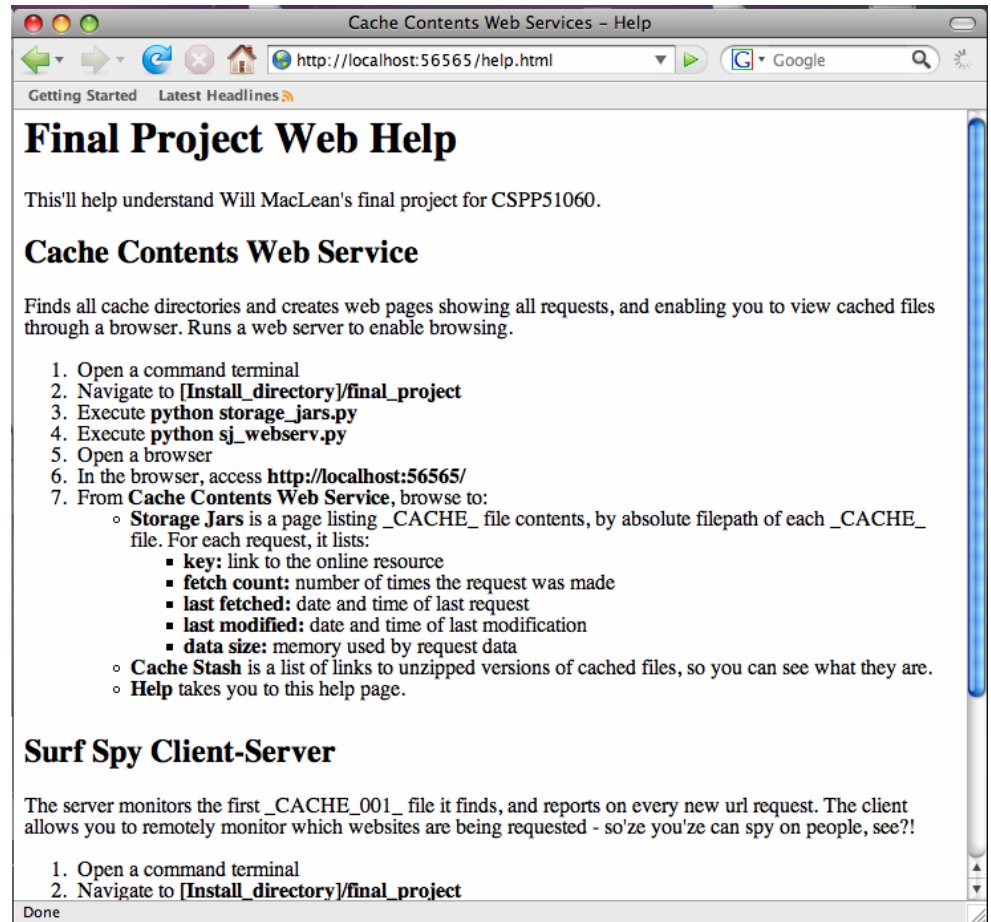 Cache Contents Web Services – Help
http://localhost:56565/help.html
G
Google
Getting Started Latest Headlines
Final Project Web Help
This'll help understand Will MacLean's final project for CSPP51060.
Cache Contents Web Service
Finds all cache directories and creates web pages showing all requests, and enabling you to view cached files
through a browser. Runs a web server to enable browsing.
1. Open a command terminal
2. Navigate to [Install_directory]/final_project
3. Execute python storage_jars.py
4. Execute python sj_webserv.py
5. Open a browser
6. In the browser, access http://localhost:56565/
7. From Cache Contents Web Service, browse to:
◦ Storage Jars is a page listing _CACHE_ file contents, by absolute filepath of each _CACHE_
file. For each request, it lists:
▪ key: link to the online resource
▪ fetch count: number of times the request was made
▪ last fetched: date and time of last request
▪ last modified: date and time of last modification
▪ data size: memory used by request data
◦ Cache Stash is a list of links to unzipped versions of cached files, so you can see what they are.
◦ Help takes you to this help page.
Surf Spy Client-Server
The server monitors the first _CACHE_001_ file it finds, and reports on every new url request. The client
allows you to remotely monitor which websites are being requested - so'ze you'ze can spy on people, see?!
1. Open a command terminal
2. Navigate to [Install_directory]/final_project
Done